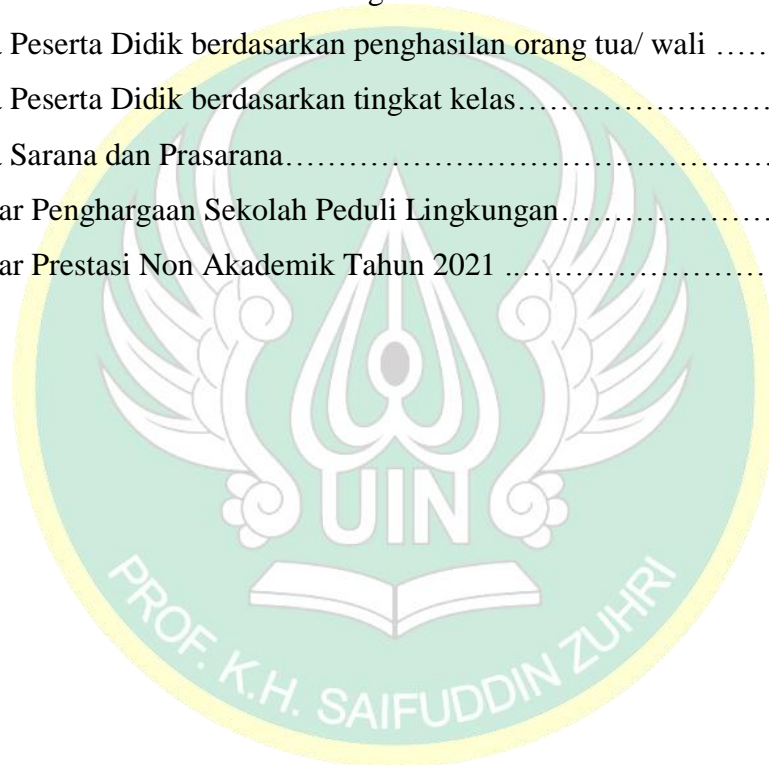 Peserta Didik berdasarkan penghasilan orang tua/ wali ……
Peserta Didik berdasarkan tingkat kelas……………………
Sarana dan Prasarana………………………………………
ar Penghargaan Sekolah Peduli Lingkungan…………………
ar Prestasi Non Akademik Tahun 2021 ..……………………
UIN
PROF. K.H. SAIFUDDIN ZUHRI